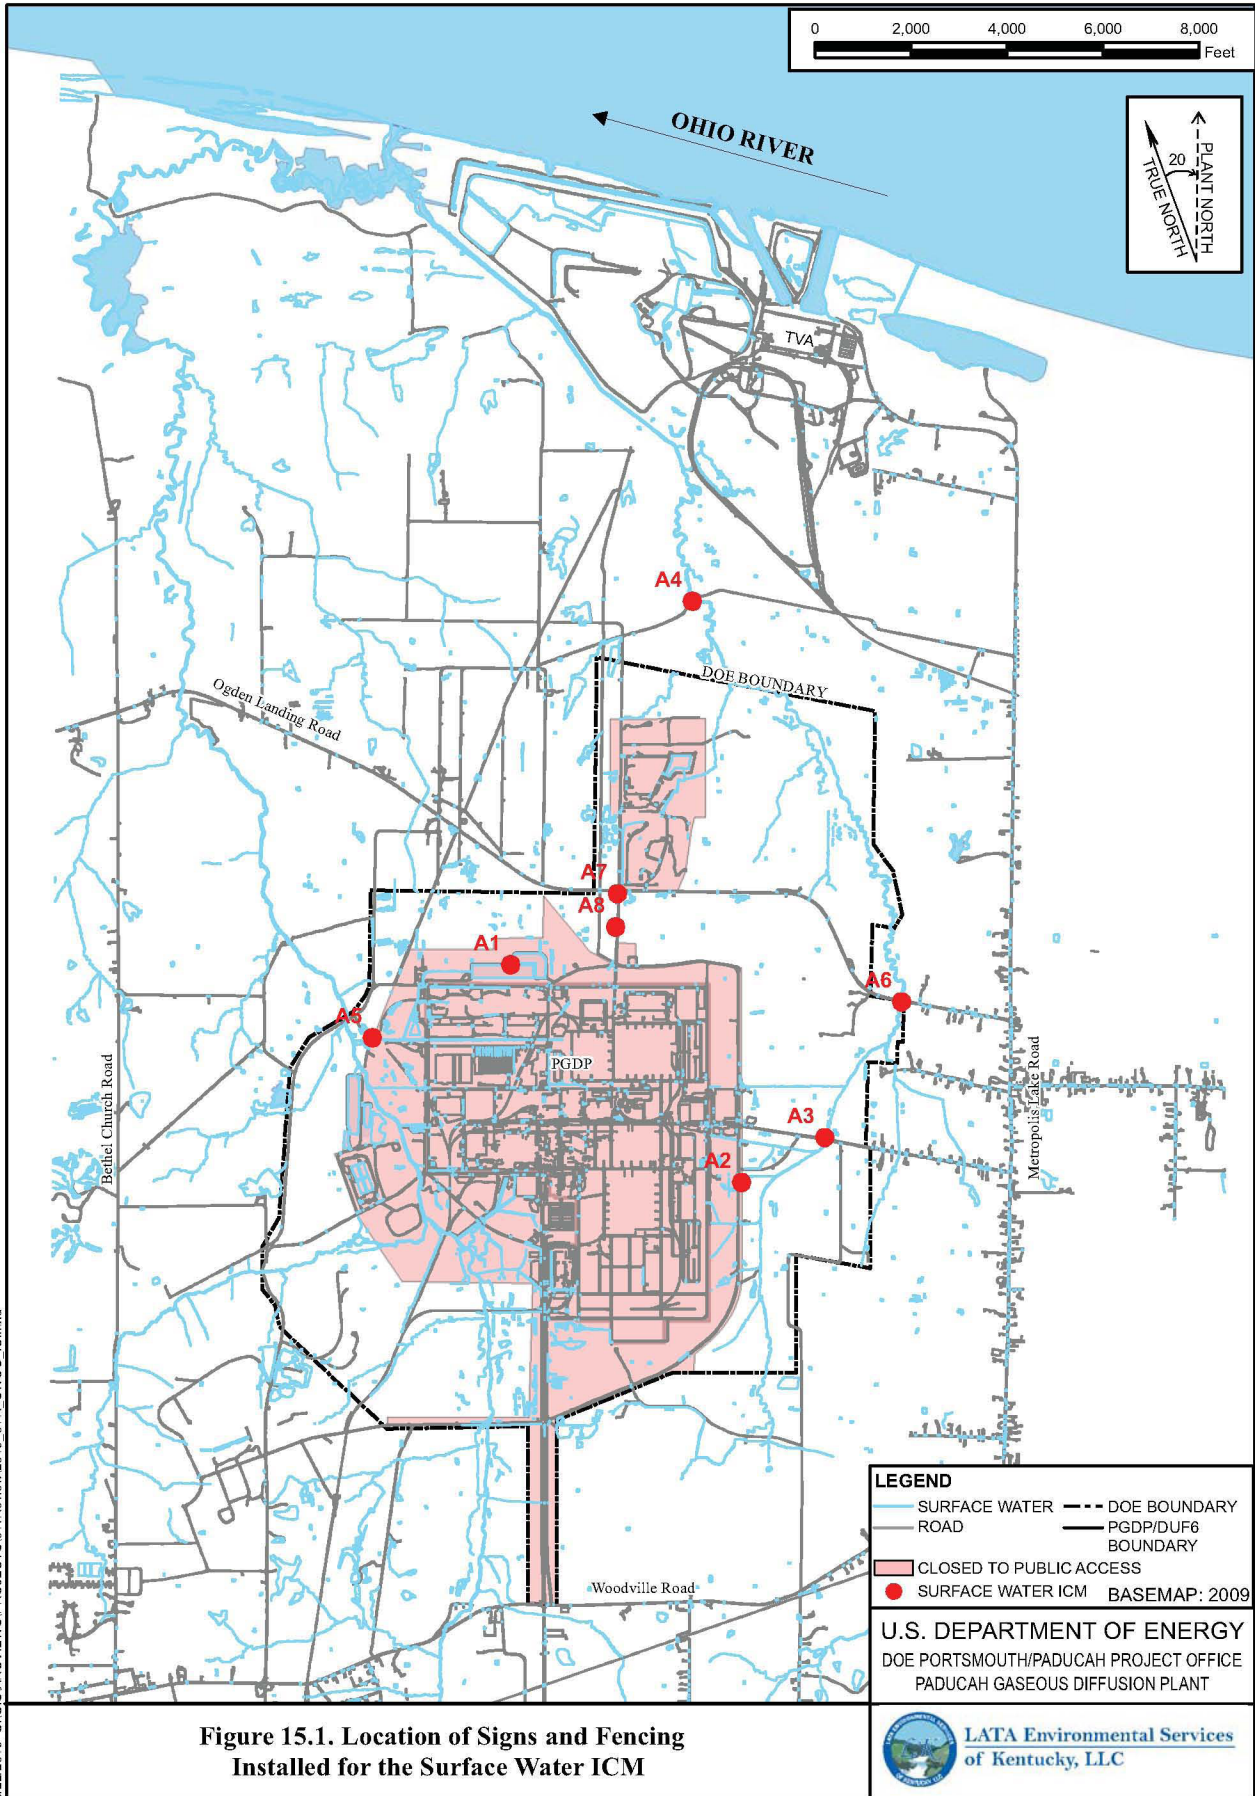 0 2,000 4,000 6,000 8,000
Feet
OHIO RIVER
20
TRUE NORTH
PLANT NORTH
TVA
A4
DOE BOUNDARY
Ogden Landing Road
A7
A8
A1
A6
A5
PGDP
Bethel Church Road
Metropolis Lake Road
A3
A2
Woodville Road
LEGEND
SURFACE WATER
DOE BOUNDARY
ROAD
PGDP/DUF6
BOUNDARY
CLOSED TO PUBLIC ACCESS
SURFACE WATER ICM
BASEMAP: 2009
U.S. DEPARTMENT OF ENERGY
DOE PORTSMOUTH/PADUCAH PROJECT OFFICE
PADUCAH GASEOUS DIFFUSION PLANT
Figure 15.1. Location of Signs and Fencing
Installed for the Surface Water ICM
LATA Environmental Services
of Kentucky, LLC